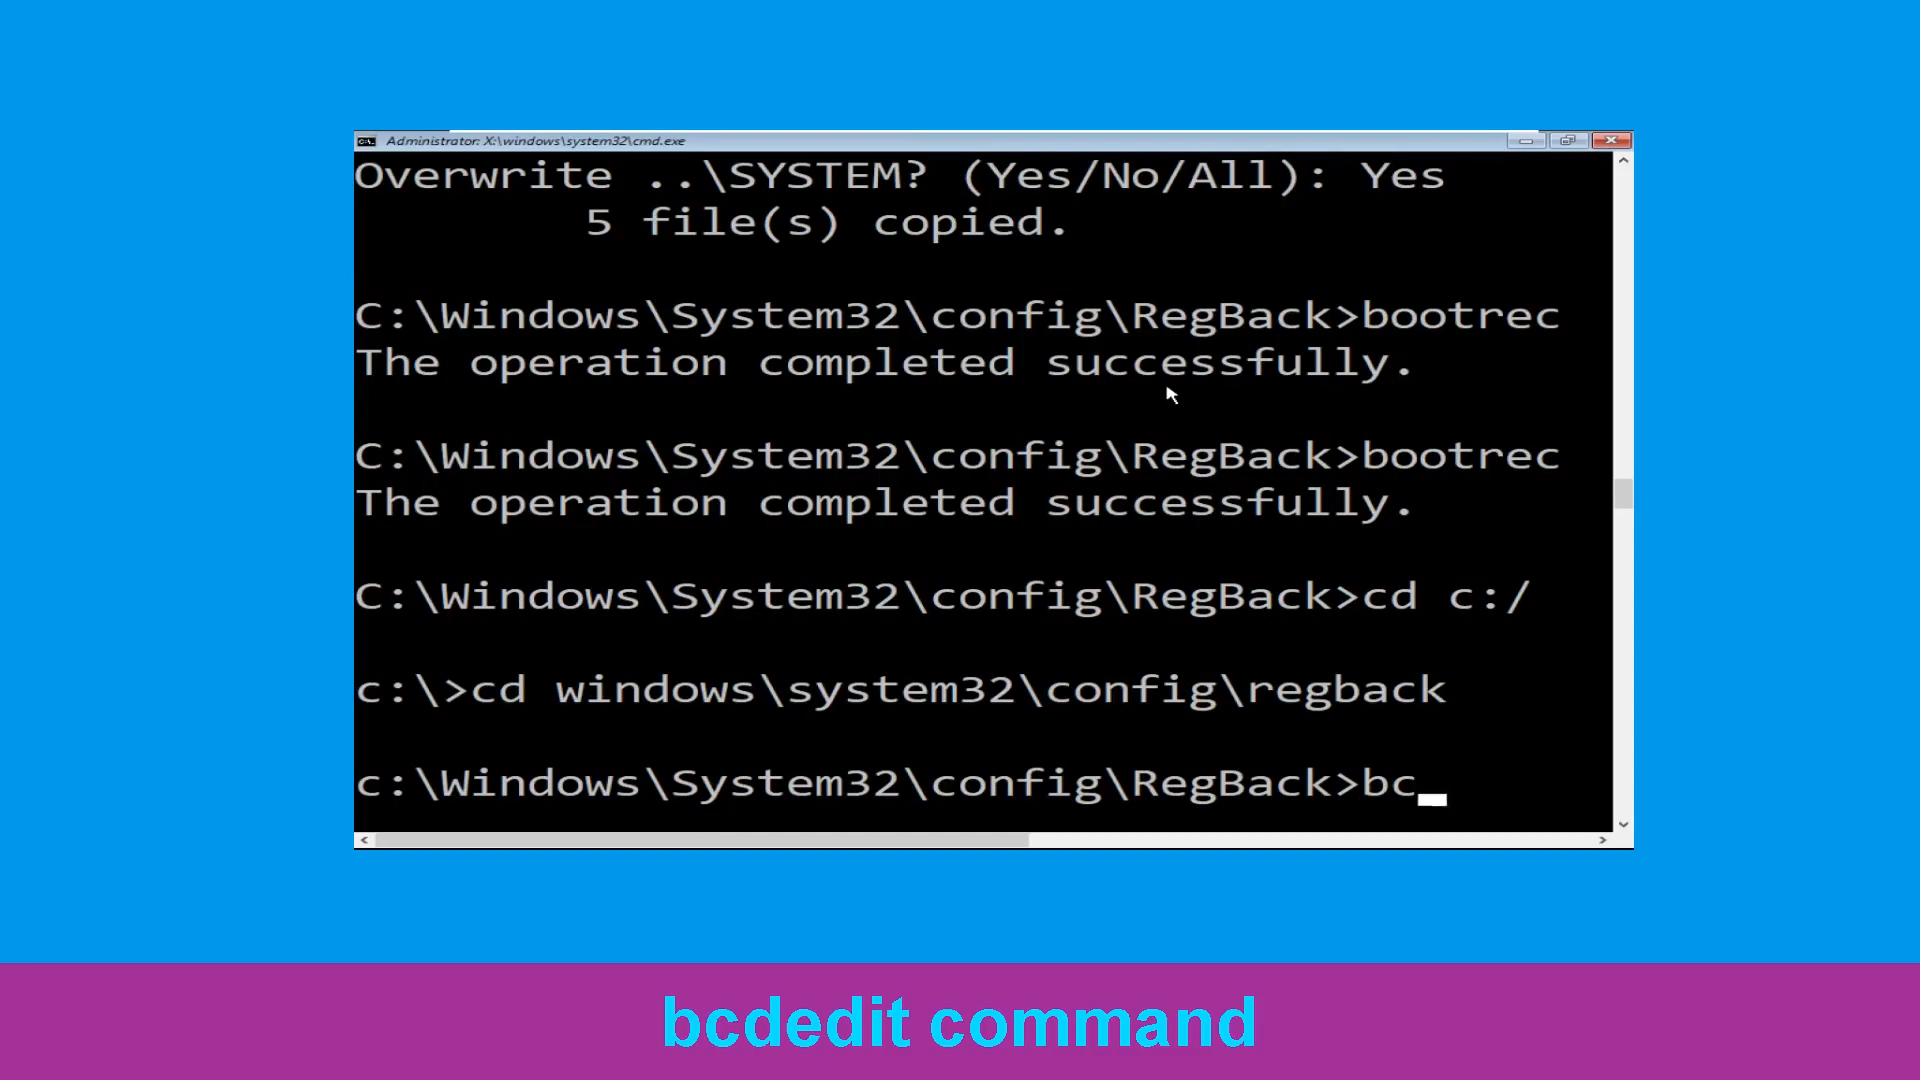 Administrator: X:\windows\system32\cmd.exe
Overwrite ..\SYSTEM? (Yes/No/All): Yes
5 file(s) copied.
C:\Windows\System32\config\RegBack>bootrec
The operation completed successfully.
C:\Windows\System32\config\RegBack>bootrec
The operation completed successfully.
C:\Windows\System32\config\RegBack>cd c:/
c:\>cd windows\system32\config\regback
c:\Windows\System32\config\RegBack>bc
bcdedit command